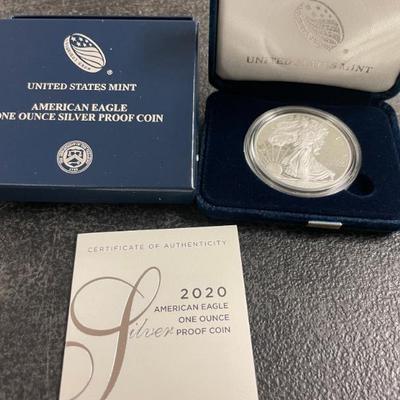 UNITED STATES MINT
AMERICAN EAGLE
ONE OUNCE SILVER PROOF COIN
UNITED STATES MINT
CERTIFICATE OF AUTHENTICITY
2020
AMERICAN EAGLE
ONE OUNCE
Silver PROOF COIN